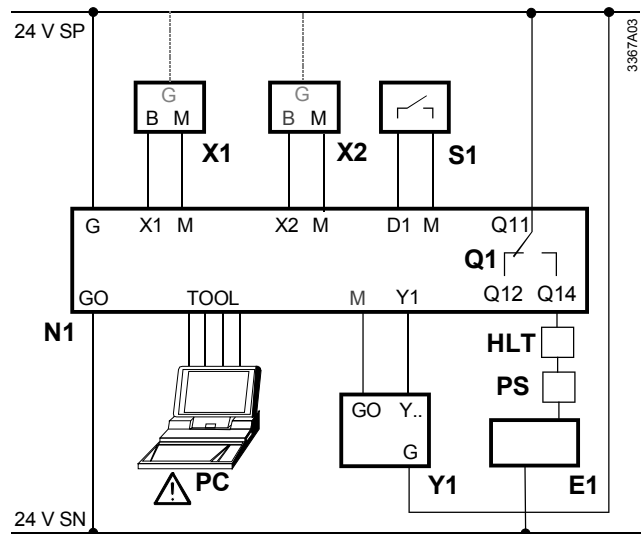 24 V SP
3367A03
G G
B M B M
X1 X2 S1
G X1 M X2 M D1 M Q11
Q1
GO TOOL M Y1 Q12 Q14
N1
HLT
PS
GO Y..
G
PC Y1 E1
24 V SN